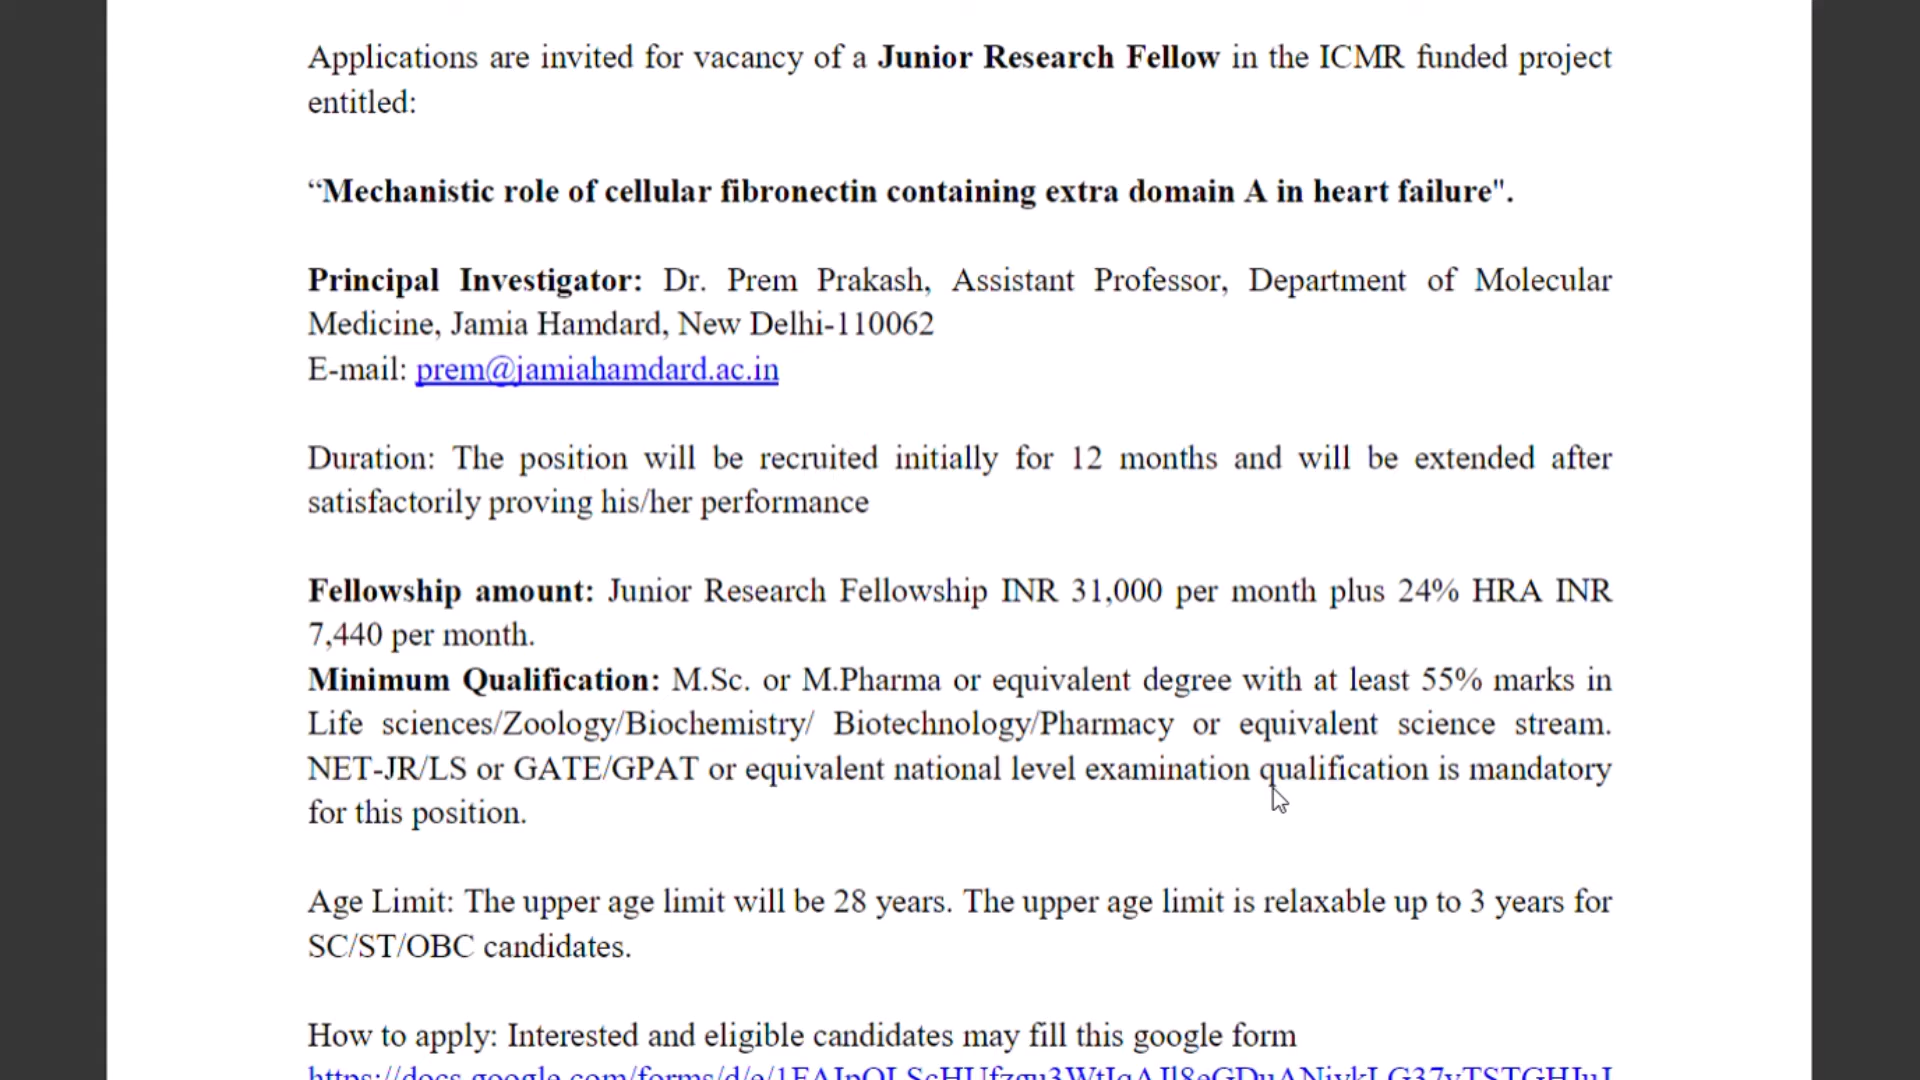 Applications are invited for vacancy of a Junior Research Fellow in the ICMR funded project
entitled:
“Mechanistic role of cellular fibronectin containing extra domain A in heart failure".
Principal Investigator: Dr. Prem Prakash, Assistant Professor, Department of Molecular
Medicine, Jamia Hamdard, New Delhi-110062
E-mail: prem@jamiahamdard.ac.in
Duration: The position will be recruited initially for 12 months and will be extended after
satisfactorily proving his/her performance
Fellowship amount: Junior Research Fellowship INR 31,000 per month plus 24% HRA INR
7,440 per month.
Minimum Qualification: M.Sc. or M.Pharma or equivalent degree with at least 55% marks in
Life sciences/Zoology/Biochemistry/ Biotechnology/Pharmacy or equivalent science stream.
NET-JR/LS or GATE/GPAT or equivalent national level examination qualification is mandatory
for this position.
Age Limit: The upper age limit will be 28 years. The upper age limit is relaxable up to 3 years for
SC/ST/OBC candidates.
How to apply: Interested and eligible candidates may fill this google form